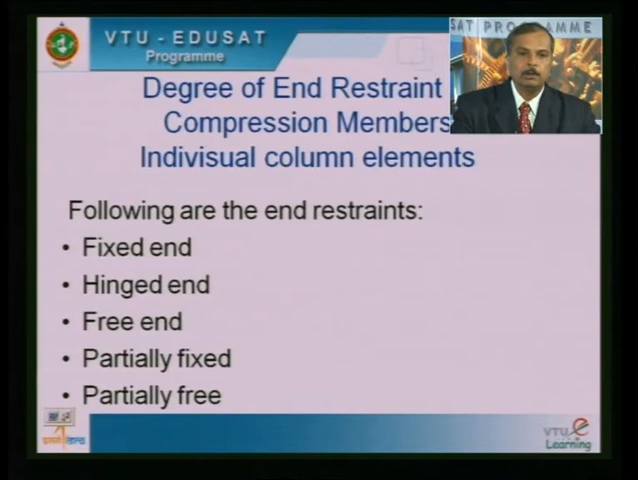 VTU - EDUSAT
Programme
SAT PROGRAMME
Degree of End Restraint
Compression Members
Indivisual column elements
Following are the end restraints:
• Fixed end
• Hinged end
• Free end
• Partially fixed
• Partially free
VTU e
Learning